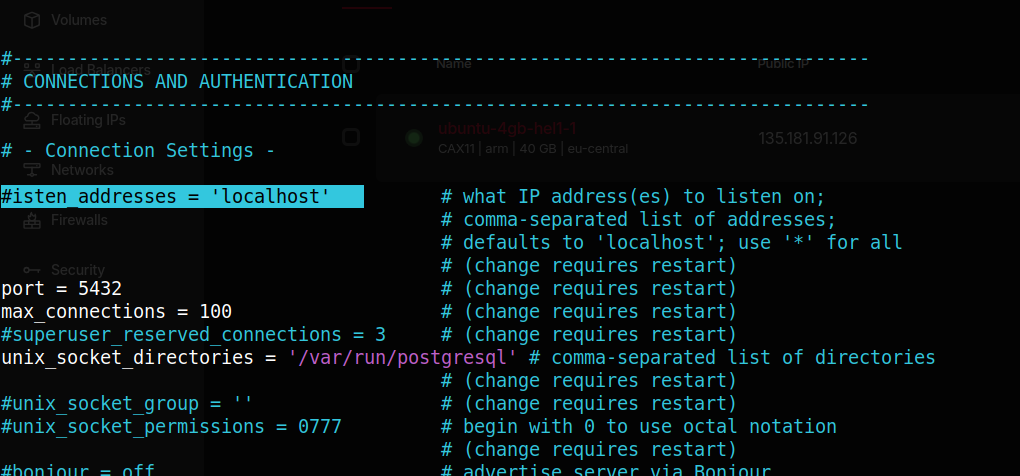 Volumes
#------------------------------------------------------------------------------
Load Balancers
Name
Public IP
# CONNECTIONS AND AUTHENTICATION
#------------------------------------------------------------------------------
Floating IPs
ubuntu-4gb-hel1-1
135.181.91.126
CAX11 | arm | 40 GB | eu-central
# - Connection Settings -
Networks
#isten_addresses = 'localhost' # what IP address(es) to listen on;
Firewalls
# comma-separated list of addresses;
# defaults to 'localhost'; use '*' for all
Security
# (change requires restart)
port = 5432 # (change requires restart)
max_connections = 100 # (change requires restart)
#superuser_reserved_connections = 3 # (change requires restart)
unix_socket_directories = '/var/run/postgresql' # comma-separated list of directories
# (change requires restart)
#unix_socket_group = '' # (change requires restart)
#unix_socket_permissions = 0777 # begin with 0 to use octal notation
# (change requires restart)
#bonjour = off # advertise server via Bonjour